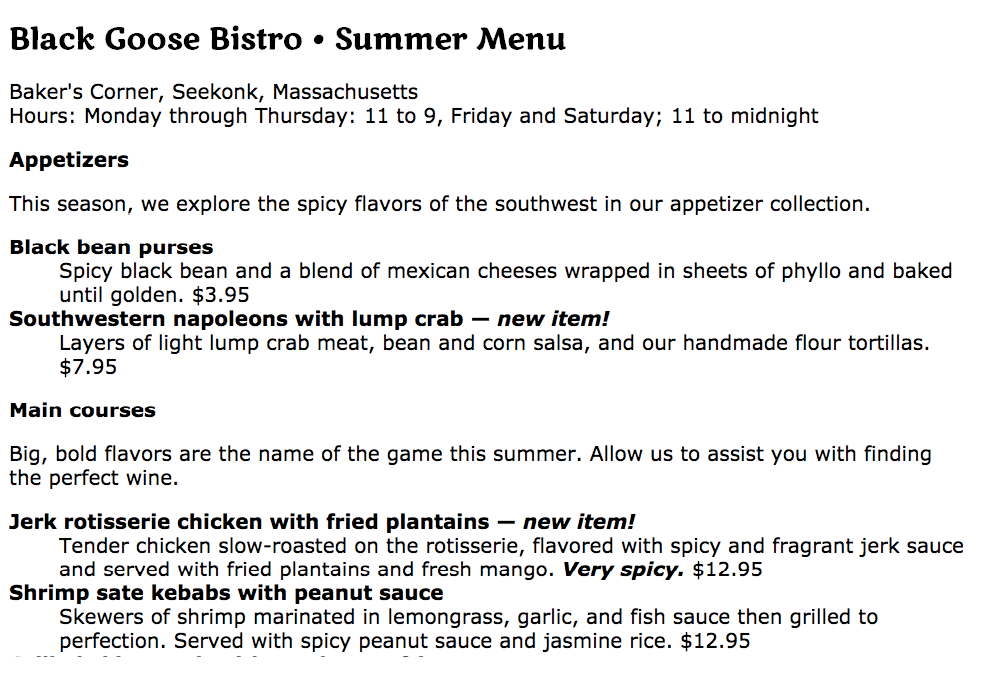 Black Goose Bistro • Summer Menu
Baker's Corner, Seekonk, Massachusetts
Hours: Monday through Thursday: 11 to 9, Friday and Saturday; 11 to midnight
Appetizers
This season, we explore the spicy flavors of the southwest in our appetizer collection.
Black bean purses
Spicy black bean and a blend of mexican cheeses wrapped in sheets of phyllo and baked
until golden. $3.95
Southwestern napoleons with lump crab — new item!
Layers of light lump crab meat, bean and corn salsa, and our handmade flour tortillas.
$7.95
Main courses
Big, bold flavors are the name of the game this summer. Allow us to assist you with finding
the perfect wine.
Jerk rotisserie chicken with fried plantains — new item!
Tender chicken slow-roasted on the rotisserie, flavored with spicy and fragrant jerk sauce
and served with fried plantains and fresh mango. Very spicy. $12.95
Shrimp sate kebabs with peanut sauce
Skewers of shrimp marinated in lemongrass, garlic, and fish sauce then grilled to
perfection. Served with spicy peanut sauce and jasmine rice. $12.95